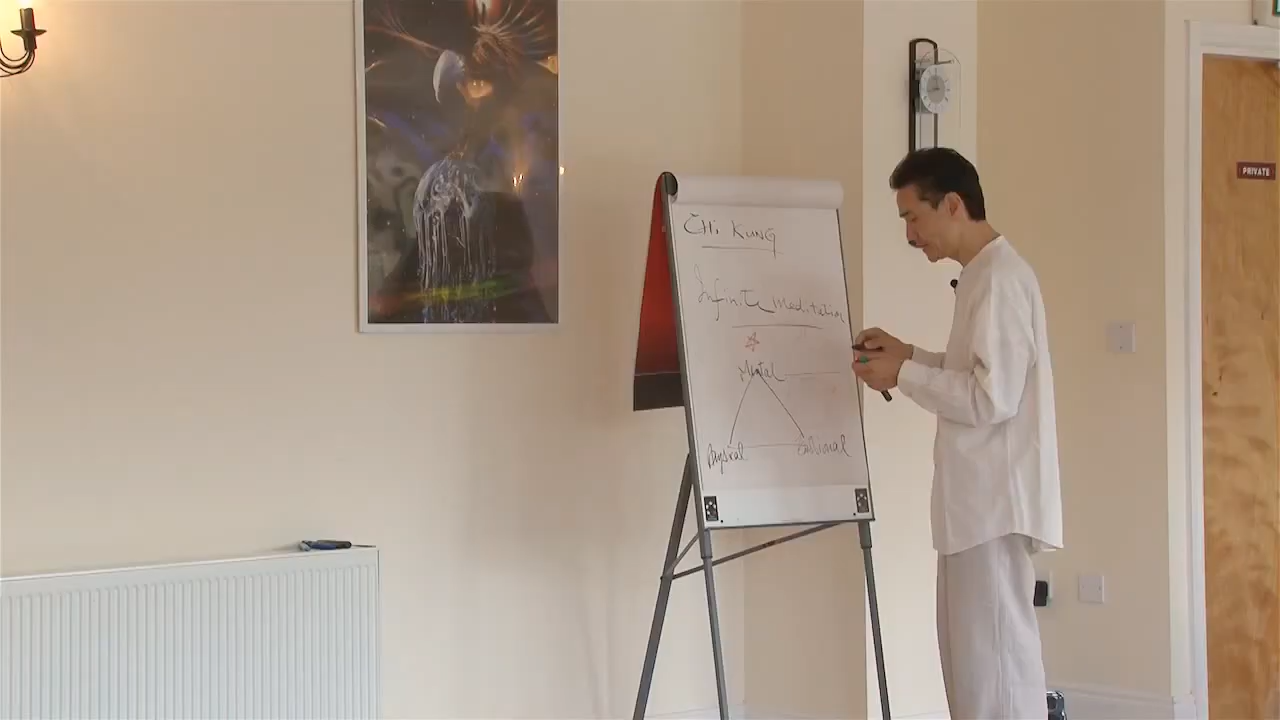 CHi KUNG
Infinite Meditation
Mental
Physical Emotional
PRIVATE